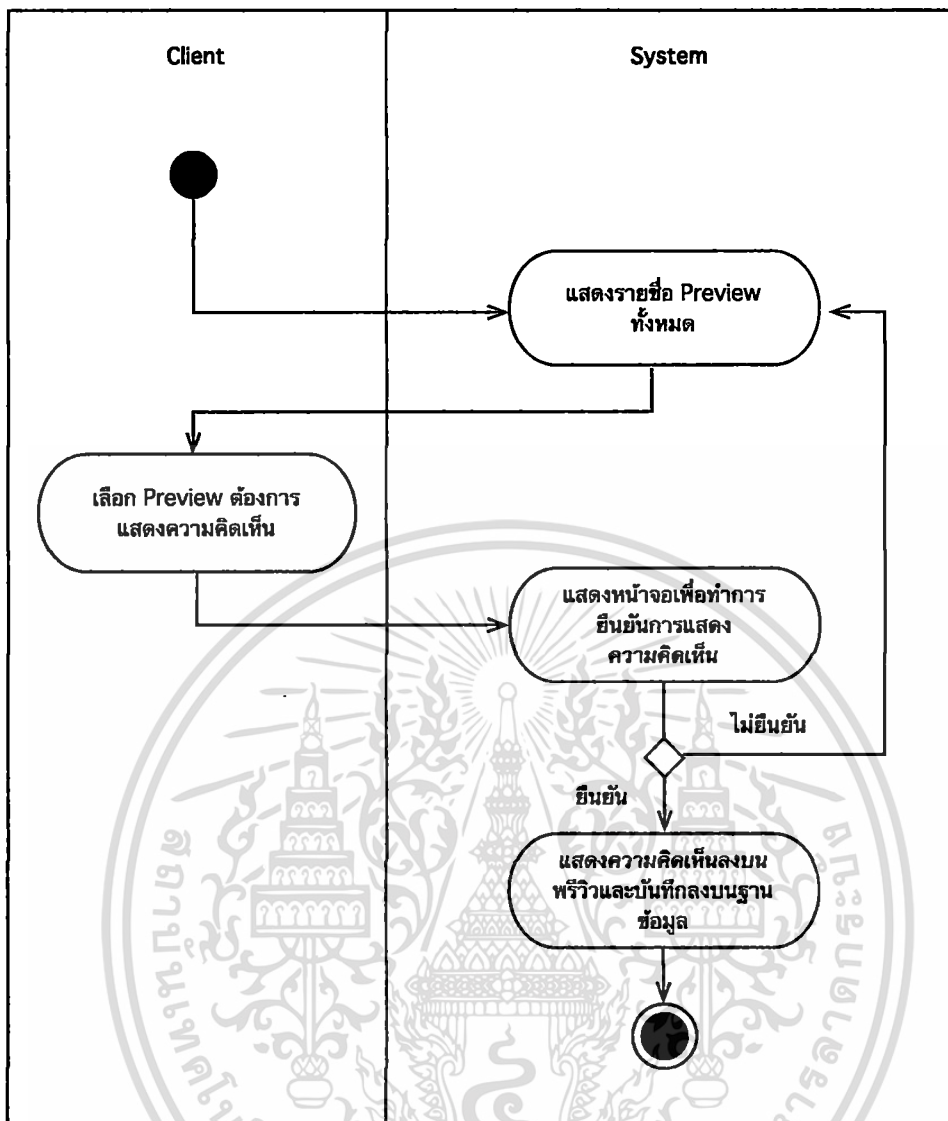 Client
System
แสดงรายชื่อ Preview
ทั้งหมด
เลือก Preview ต้องการ
แสดงความคิดเห็น
แสดงหน้าจอเพื่อทำการ
ยืนยันการแสดง
ความคิดเห็น
ไม่ยืนยัน
ยืนยัน
แสดงความคิดเห็นลงบน
พรีวิวและบันทึกลงบนฐาน
ข้อมูล